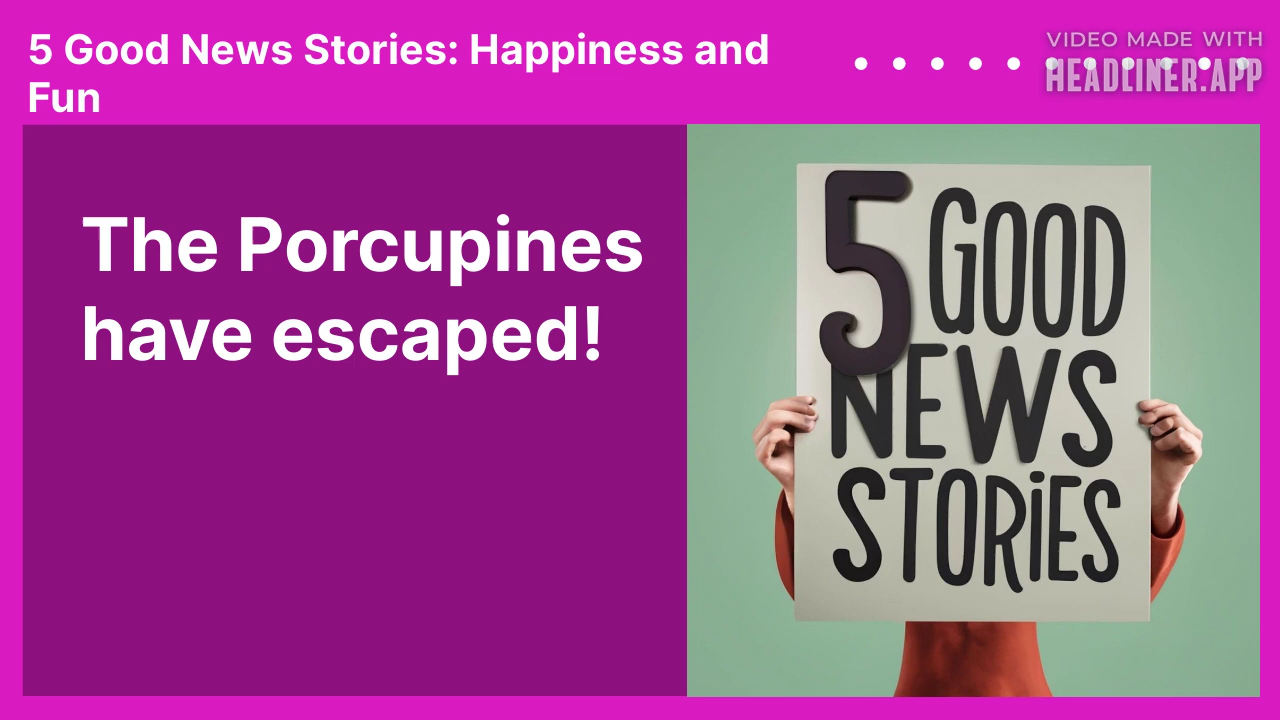 5 Good News Stories: Happiness and
Fun
VIDEO MADE WITH
HEADLINER.APP
The Porcupines
have escaped!
5 GOOD
NEWS
STORiES